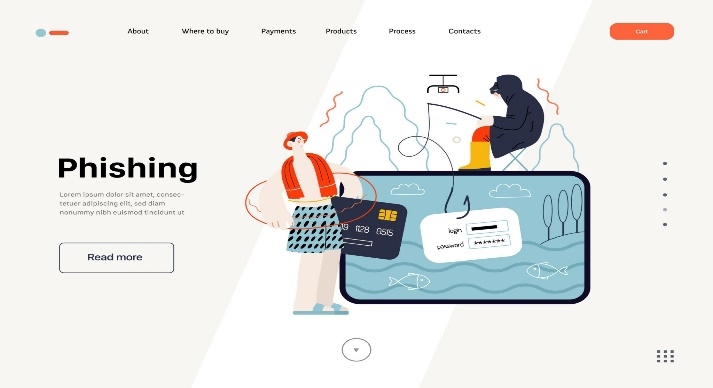 About Where to buy Payments Products Process Contacts Cart
Phishing
Lorem ipsum dolor sit amet, consec-
tetuer adipiscing elit, sed diam
nonummy nibh euismod tincidunt ut
Read more
1128 0515
login
password